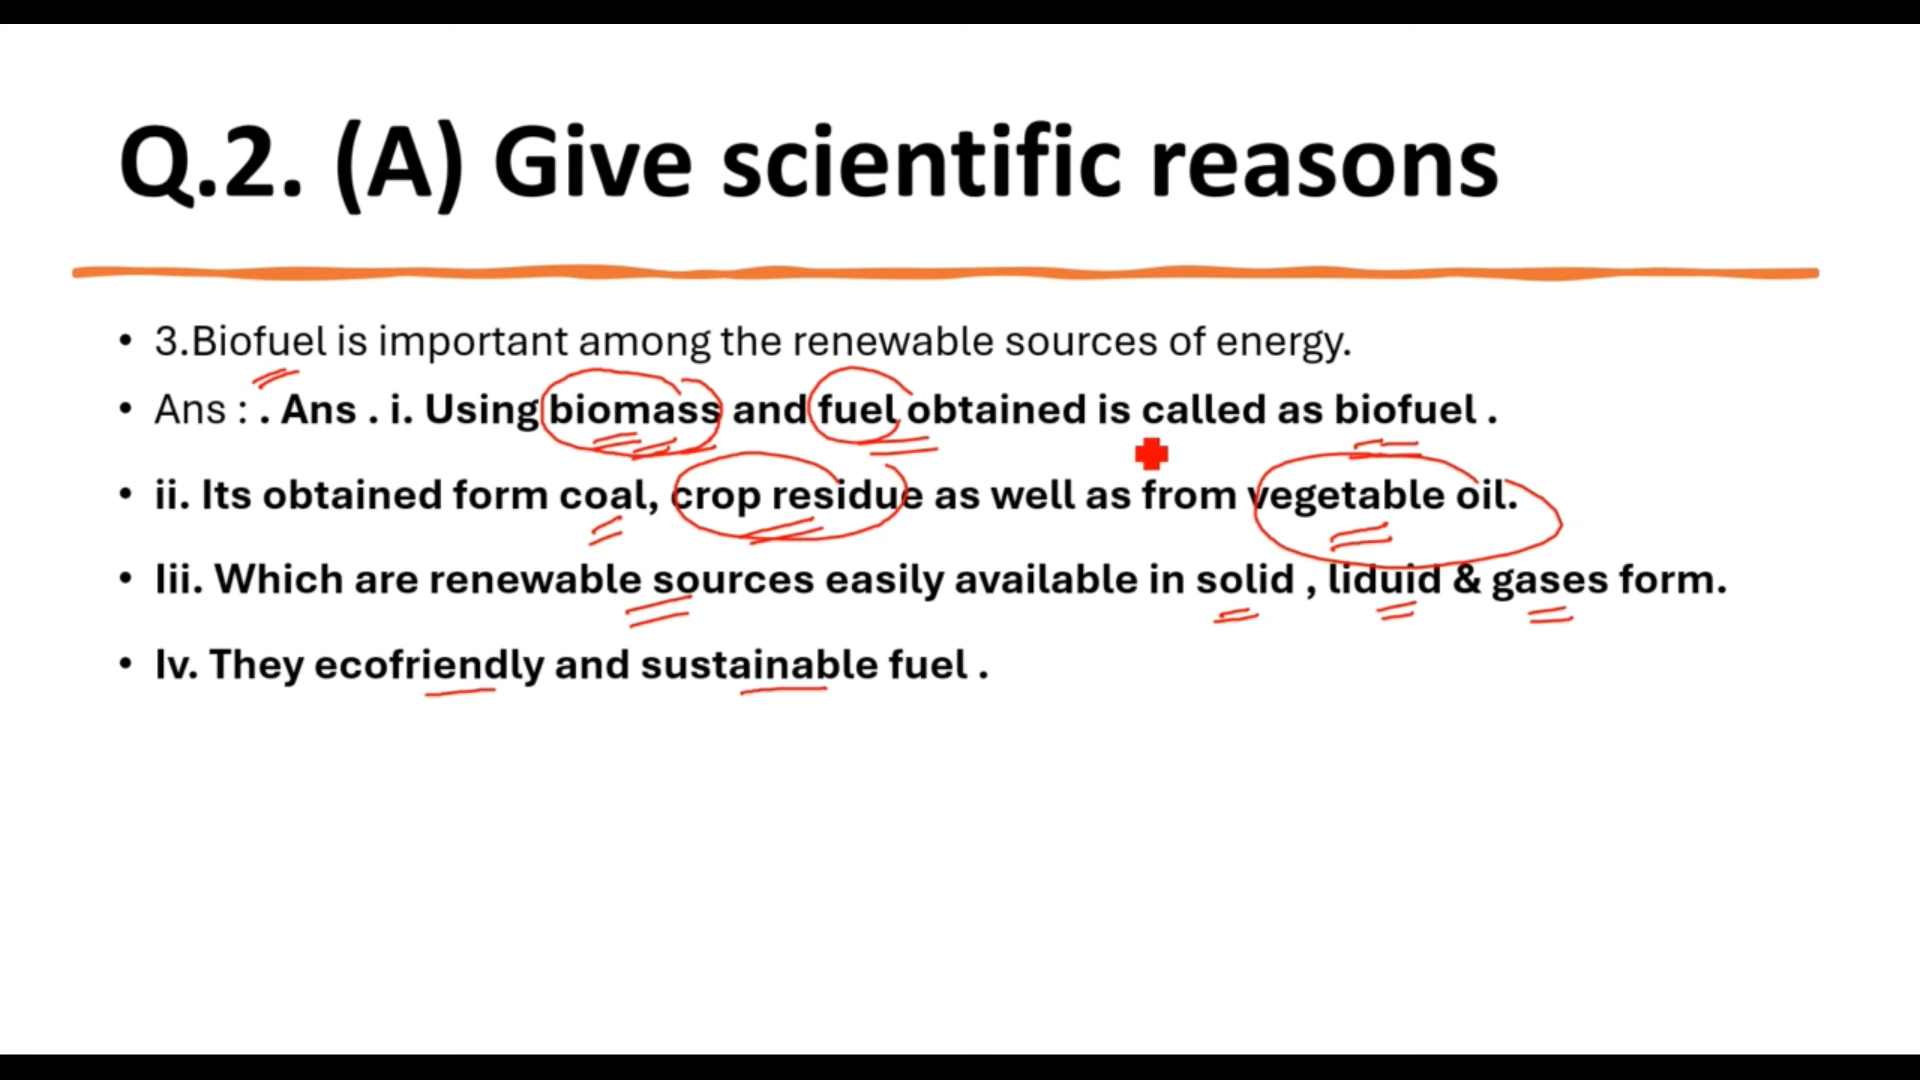 Q.2. (A) Give scientific reasons
• 3.Biofuel is important among the renewable sources of energy.
• Ans : . Ans . i. Using biomass and fuel obtained is called as biofuel .
• ii. Its obtained form coal, crop residue as well as from vegetable oil.
• Iii. Which are renewable sources easily available in solid , liduid & gases form.
• Iv. They ecofriendly and sustainable fuel .